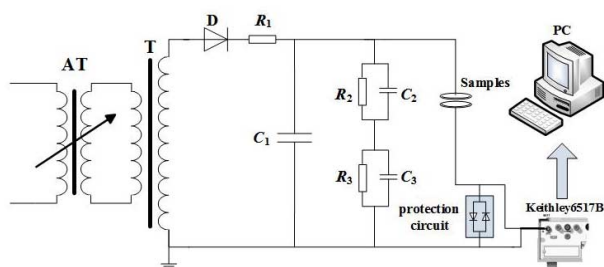 PC
D
R1
AT
T
Samples
R2
C2
C1
R3
C3
Keithley6517B
protection
circuit